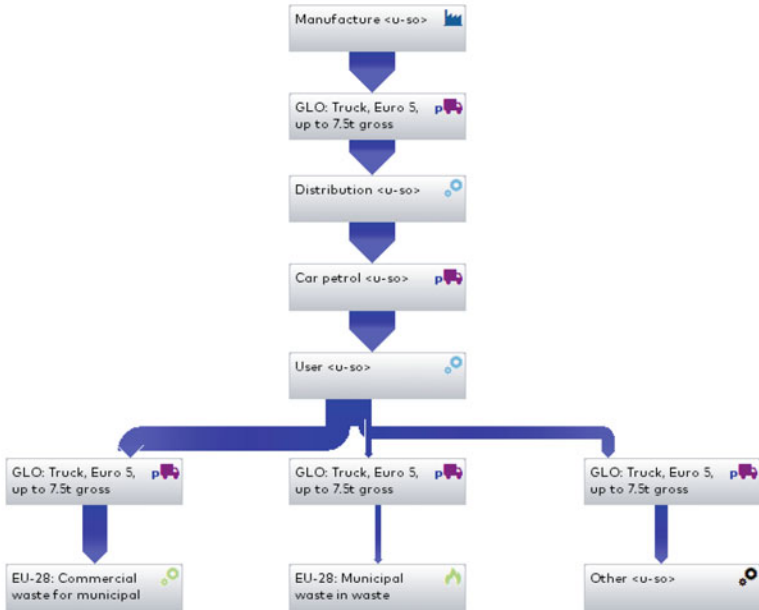 Manufacture <u-so>
GLO: Truck, Euro 5, p
up to 7.5t gross
Distribution <u-so>
Car petrol <u-so> p
User <u-so>
GLO: Truck, Euro 5, p
up to 7.5t gross
GLO: Truck, Euro 5, p
up to 7.5t gross
GLO: Truck, Euro 5, p
up to 7.5t gross
EU-28: Commercial
waste for municipal
EU-28: Municipal
waste in waste
Other <u-so>